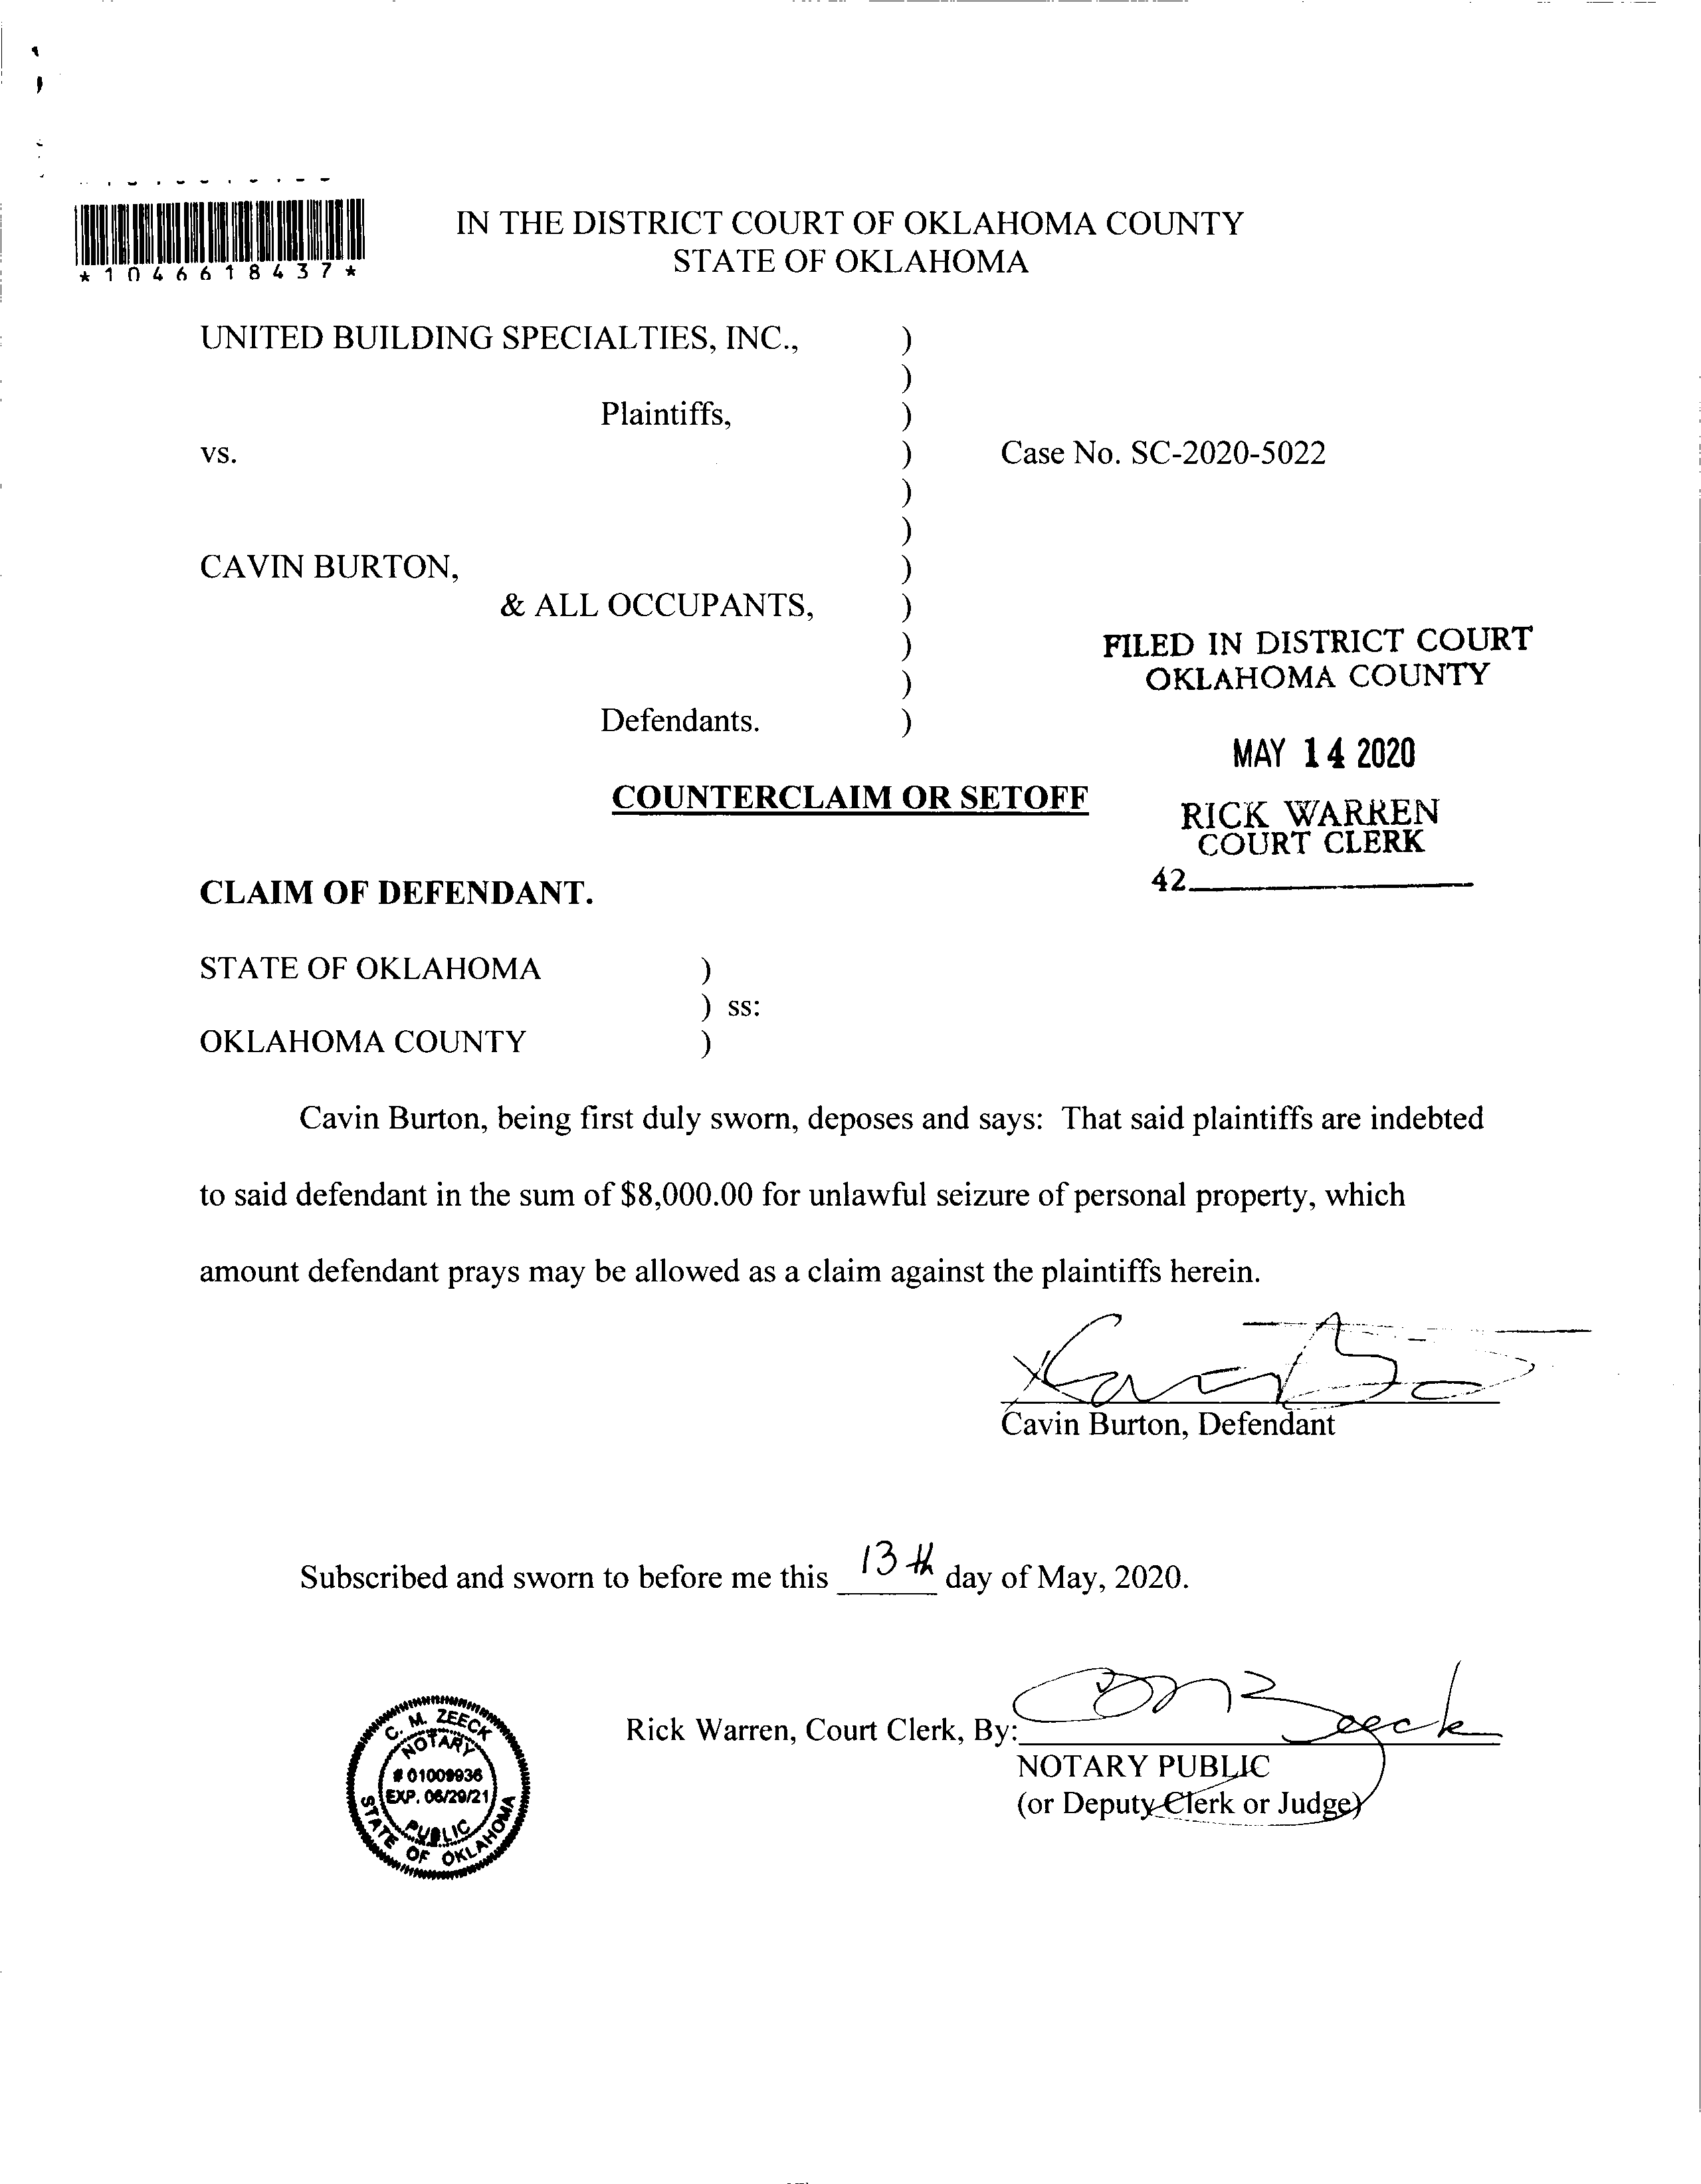 *1046618437*
IN THE DISTRICT COURT OF OKLAHOMA COUNTY
STATE OF OKLAHOMA
UNITED BUILDING SPECIALTIES, INC., )
)
Plaintiffs, )
vs. ) Case No. SC-2020-5022
)
)
CAVIN BURTON, )
& ALL OCCUPANTS, )
)
)
Defendants. )
FILED IN DISTRICT COURT
OKLAHOMA COUNTY
MAY 14 2020
RICK WARREN
COURT CLERK
42
COUNTERCLAIM OR SETOFF
CLAIM OF DEFENDANT.
STATE OF OKLAHOMA )
) ss:
OKLAHOMA COUNTY )
Cavin Burton, being first duly sworn, deposes and says: That said plaintiffs are indebted
to said defendant in the sum of $8,000.00 for unlawful seizure of personal property, which
amount defendant prays may be allowed as a claim against the plaintiffs herein.
Cavin Burton, Defendant
Subscribed and sworn to before me this 13th day of May, 2020.
C. M. ZEECK
NOTARY
# 01009936
EXP. 06/29/21
PUBLIC
STATE OF OKLAHOMA
Rick Warren, Court Clerk, By: CM Zeeck
NOTARY PUBLIC
(or Deputy Clerk or Judge)